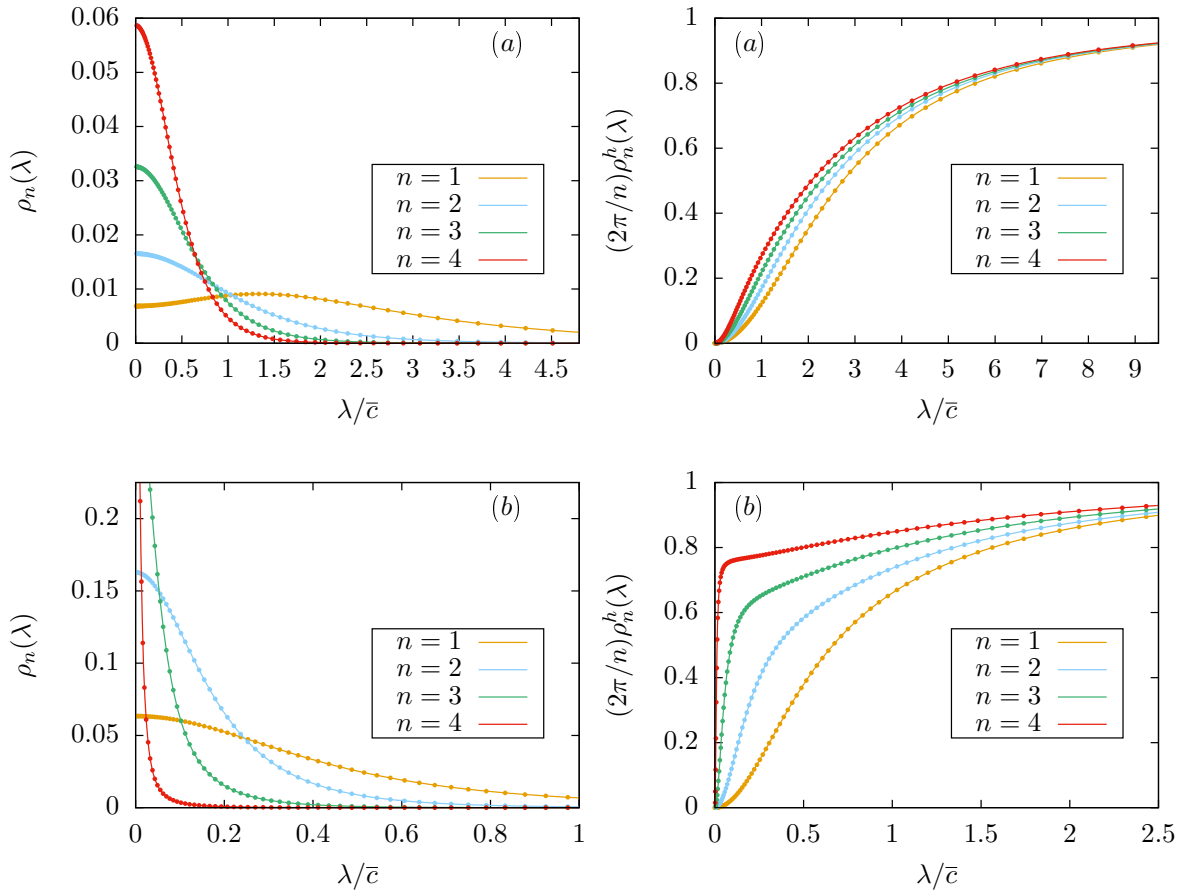 (a)
ρₙ(λ)
0.06
0.05
0.04
0.03
0.02
0.01
0
n = 1
n = 2
n = 3
n = 4
0 0.5 1 1.5 2 2.5 3 3.5 4 4.5
λ/c̅
(a)
(2π/n)ρₙʰ(λ)
1
0.8
0.6
0.4
0.2
0
n = 1
n = 2
n = 3
n = 4
0 1 2 3 4 5 6 7 8 9
λ/c̅
(b)
ρₙ(λ)
0.2
0.15
0.1
0.05
0
n = 1
n = 2
n = 3
n = 4
0 0.2 0.4 0.6 0.8 1
λ/c̅
(b)
(2π/n)ρₙʰ(λ)
1
0.8
0.6
0.4
0.2
0
n = 1
n = 2
n = 3
n = 4
0 0.5 1 1.5 2 2.5
λ/c̅